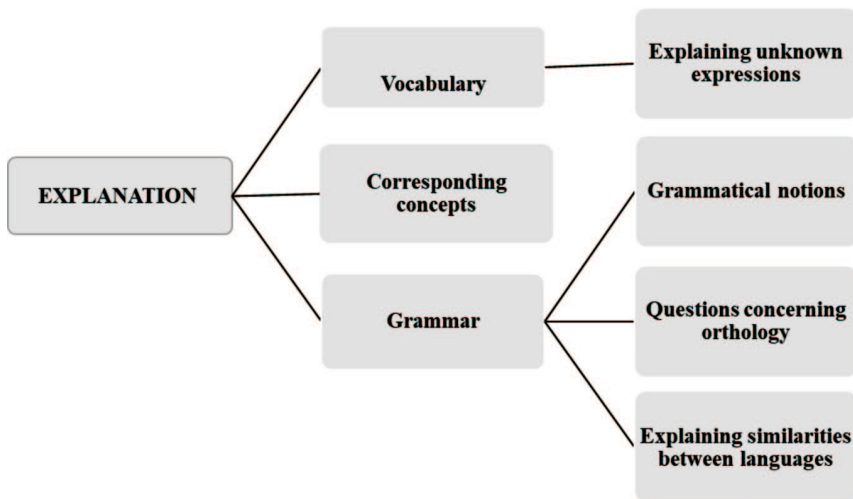 EXPLANATION
Vocabulary
Corresponding
concepts
Grammar
Explaining unknown
expressions
Grammatical notions
Questions concerning
orthology
Explaining similarities
between languages